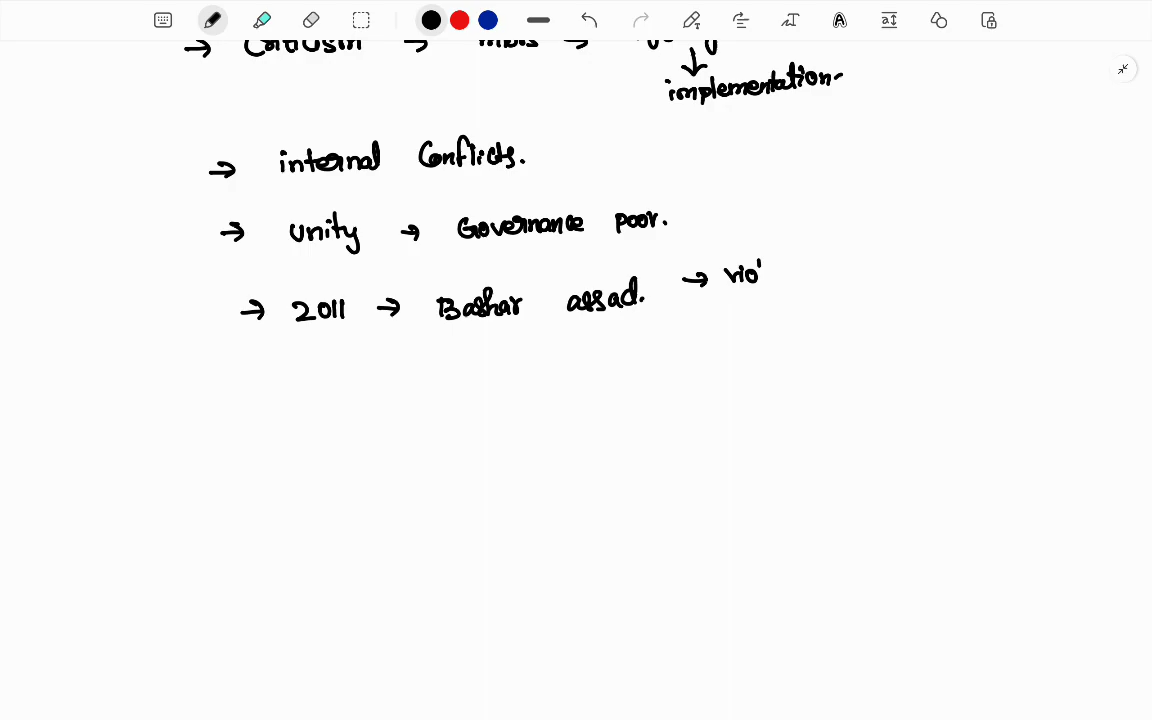 → →
↓
implementation.
→ internal Conflicts.
→ unity → Governance poor.
→ 2011 → Bashar assad. → vio